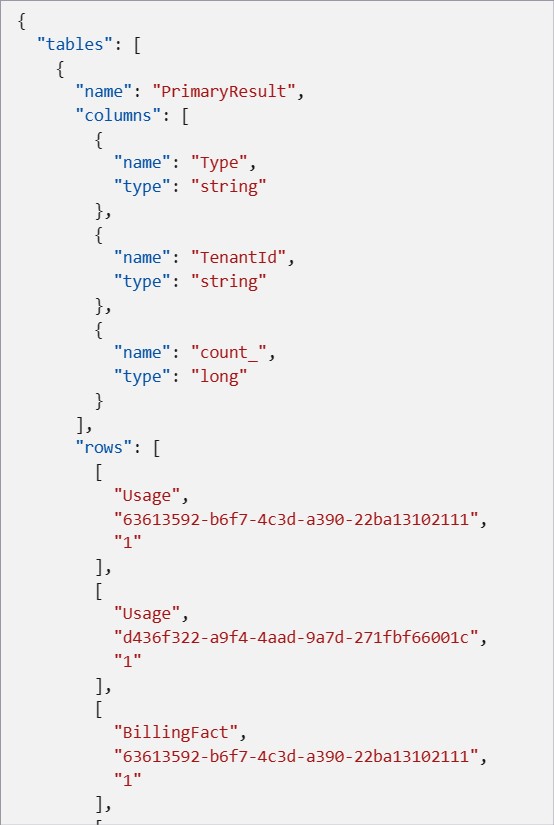 {
  "tables": [
    {
      "name": "PrimaryResult",
      "columns": [
        {
          "name": "Type",
          "type": "string"
        },
        {
          "name": "TenantId",
          "type": "string"
        },
        {
          "name": "count_",
          "type": "long"
        }
      ],
      "rows": [
        [
          "Usage",
          "63613592-b6f7-4c3d-a390-22ba13102111",
          "1"
        ],
        [
          "Usage",
          "d436f322-a9f4-4aad-9a7d-271fbf66001c",
          "1"
        ],
        [
          "BillingFact",
          "63613592-b6f7-4c3d-a390-22ba13102111",
          "1"
        ],
        [